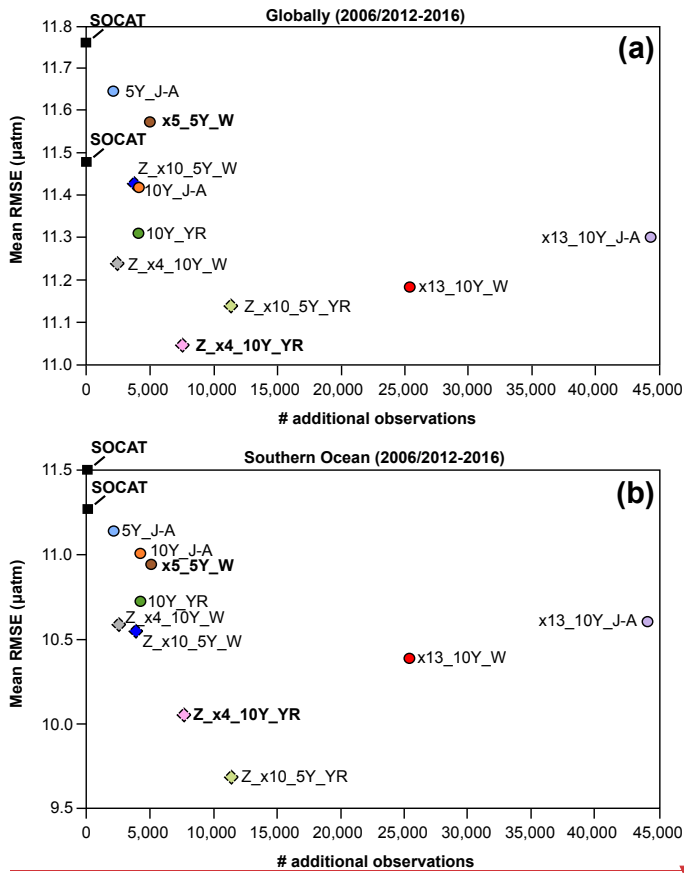 Globally (2006/2012-2016)
(a)
Mean RMSE (µatm)
11.8
11.7
11.6
11.5
11.4
11.3
11.2
11.1
11.0
SOCAT
5Y_J-A
x5_5Y_W
SOCAT
Z_x10_5Y_W
10Y_J-A
10Y_YR
x13_10Y_J-A
Z_x4_10Y_W
x13_10Y_W
Z_x10_5Y_YR
Z_x4_10Y_YR
0 5,000 10,000 15,000 20,000 25,000 30,000 35,000 40,000 45,000
# additional observations
Southern Ocean (2006/2012-2016)
(b)
Mean RMSE (µatm)
11.5
11.0
10.5
10.0
9.5
SOCAT
SOCAT
5Y_J-A
10Y_J-A
x5_5Y_W
10Y_YR
Z_x4_10Y_W
x13_10Y_J-A
Z_x10_5Y_W
x13_10Y_W
Z_x4_10Y_YR
Z_x10_5Y_YR
0 5,000 10,000 15,000 20,000 25,000 30,000 35,000 40,000 45,000
# additional observations